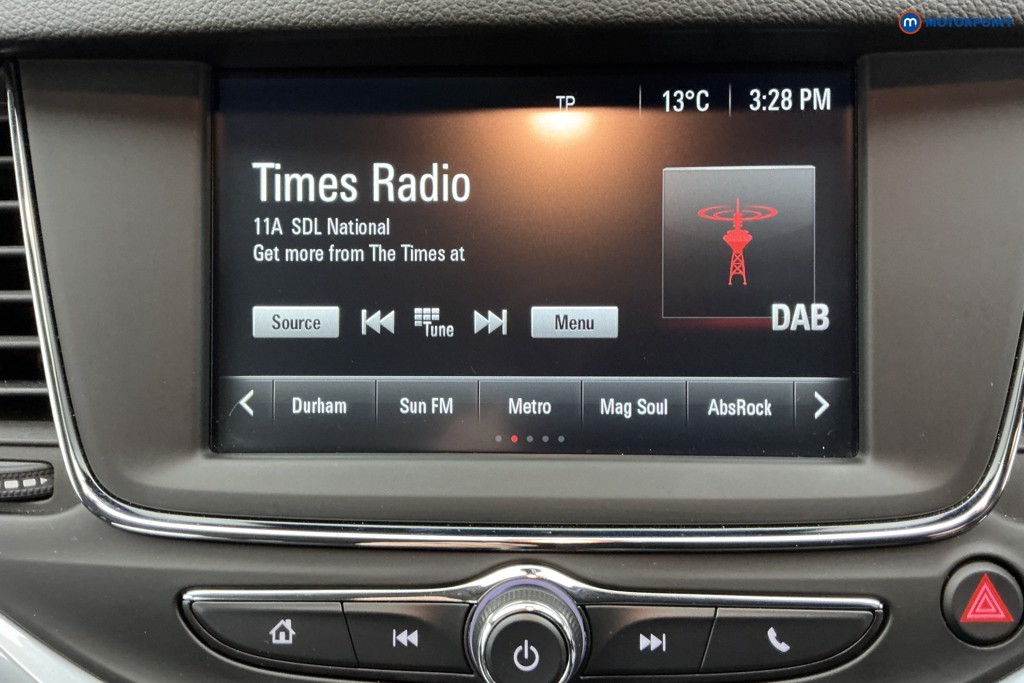 m MOTORPOINT
TP 13°C 3:28 PM
Times Radio
11A SDL National
Get more from The Times at
DAB
Source Tune Menu
Durham Sun FM Metro Mag Soul AbsRock